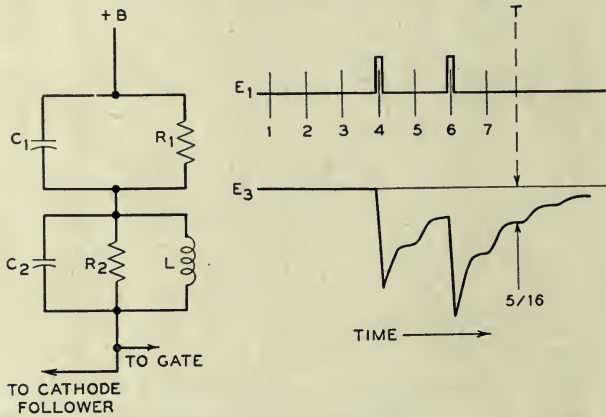 +B
C1
R1
C2
R2
L
TO GATE
TO CATHODE
FOLLOWER
T
E1
1 2 3 4 5 6 7
E3
5/16
TIME